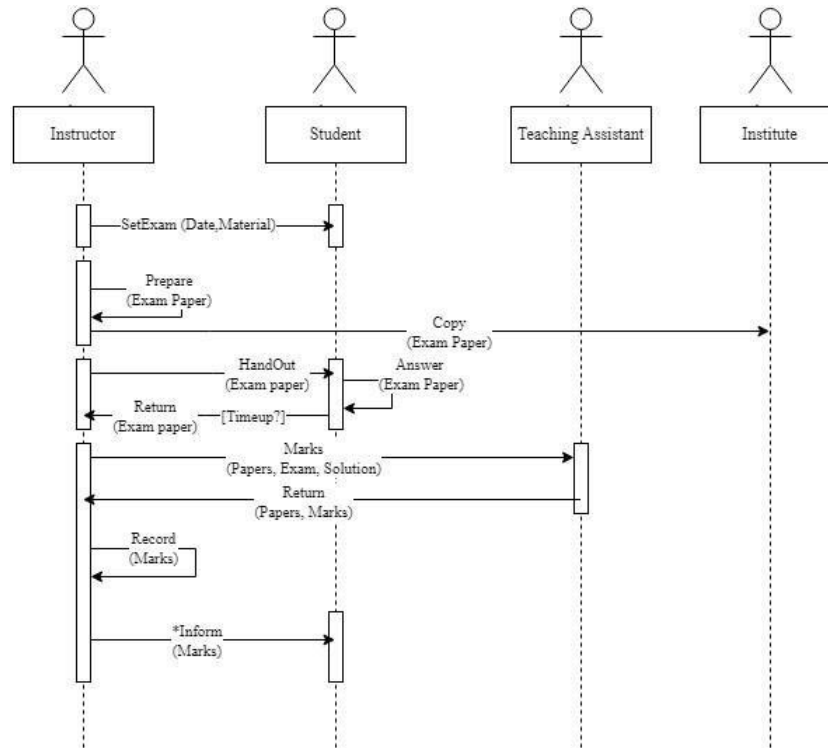 Instructor
Student
Teaching Assistant
Institute
SetExam (Date,Material)
Prepare
(Exam Paper)
Copy
(Exam Paper)
HandOut
(Exam paper)
Answer
(Exam Paper)
Return
(Exam paper)
[Timeup?]
Marks
(Papers, Exam, Solution)
Return
(Papers, Marks)
Record
(Marks)
*Inform
(Marks)